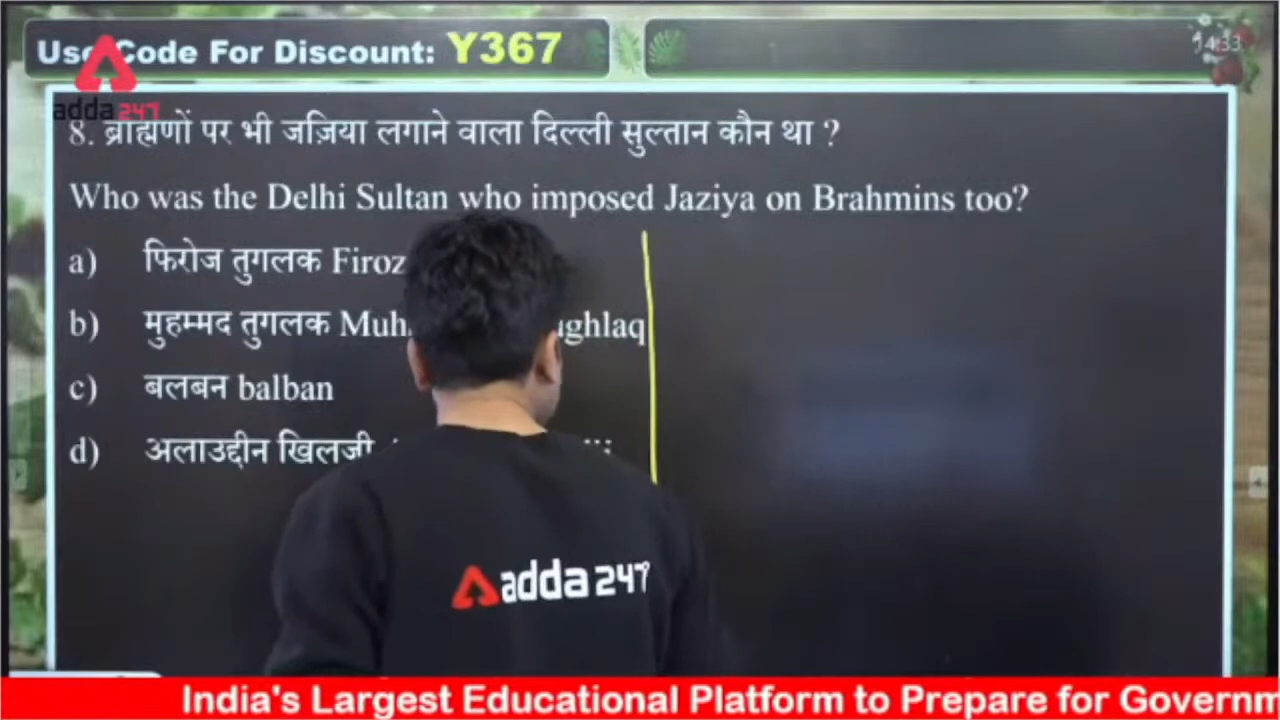 Use Code For Discount: Y367
14:33
adda 247
8. ब्राह्मणों पर भी जज़िया लगाने वाला दिल्ली सुल्तान कौन था ?
Who was the Delhi Sultan who imposed Jaziya on Brahmins too?
a) फिरोज तुगलक Firoz
b) मुहम्मद तुगलक Muh ughlaq
c) बलबन balban
d) अलाउद्दीन खिलजी
adda 247
India's Largest Educational Platform to Prepare for Governm